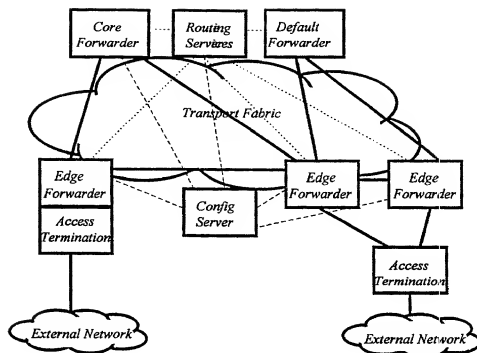 Core
Forwarder
Routing
Services
Default
Forwarder
Transport Fabric
Edge
Forwarder
Access
Termination
Config
Server
Edge
Forwarder
Edge
Forwarder
Access
Termination
External Network
External Network